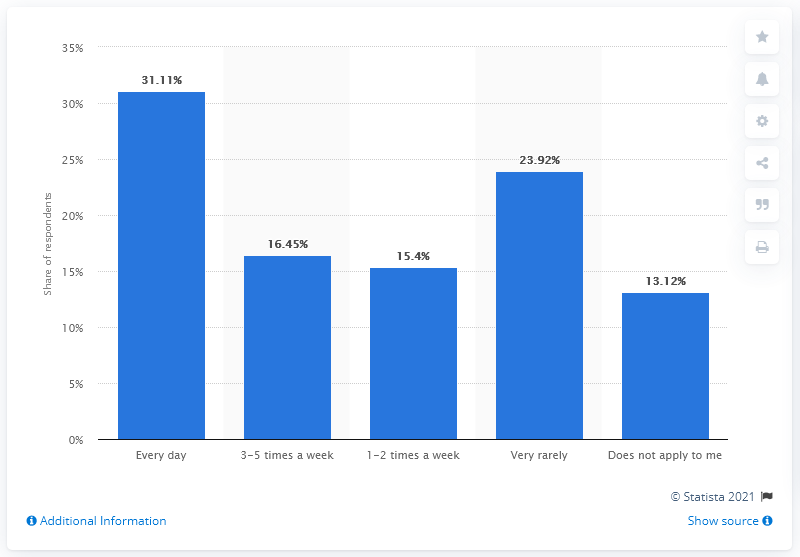 35%
31.11%
30%
25%
23.92%
20%
16.45%
15.4%
15%
13.12%
10%
5%
0%
Share of respondents
Every day
3-5 times a week
1-2 times a week
Very rarely
Does not apply to me
© Statista 2021
Additional Information
Show source